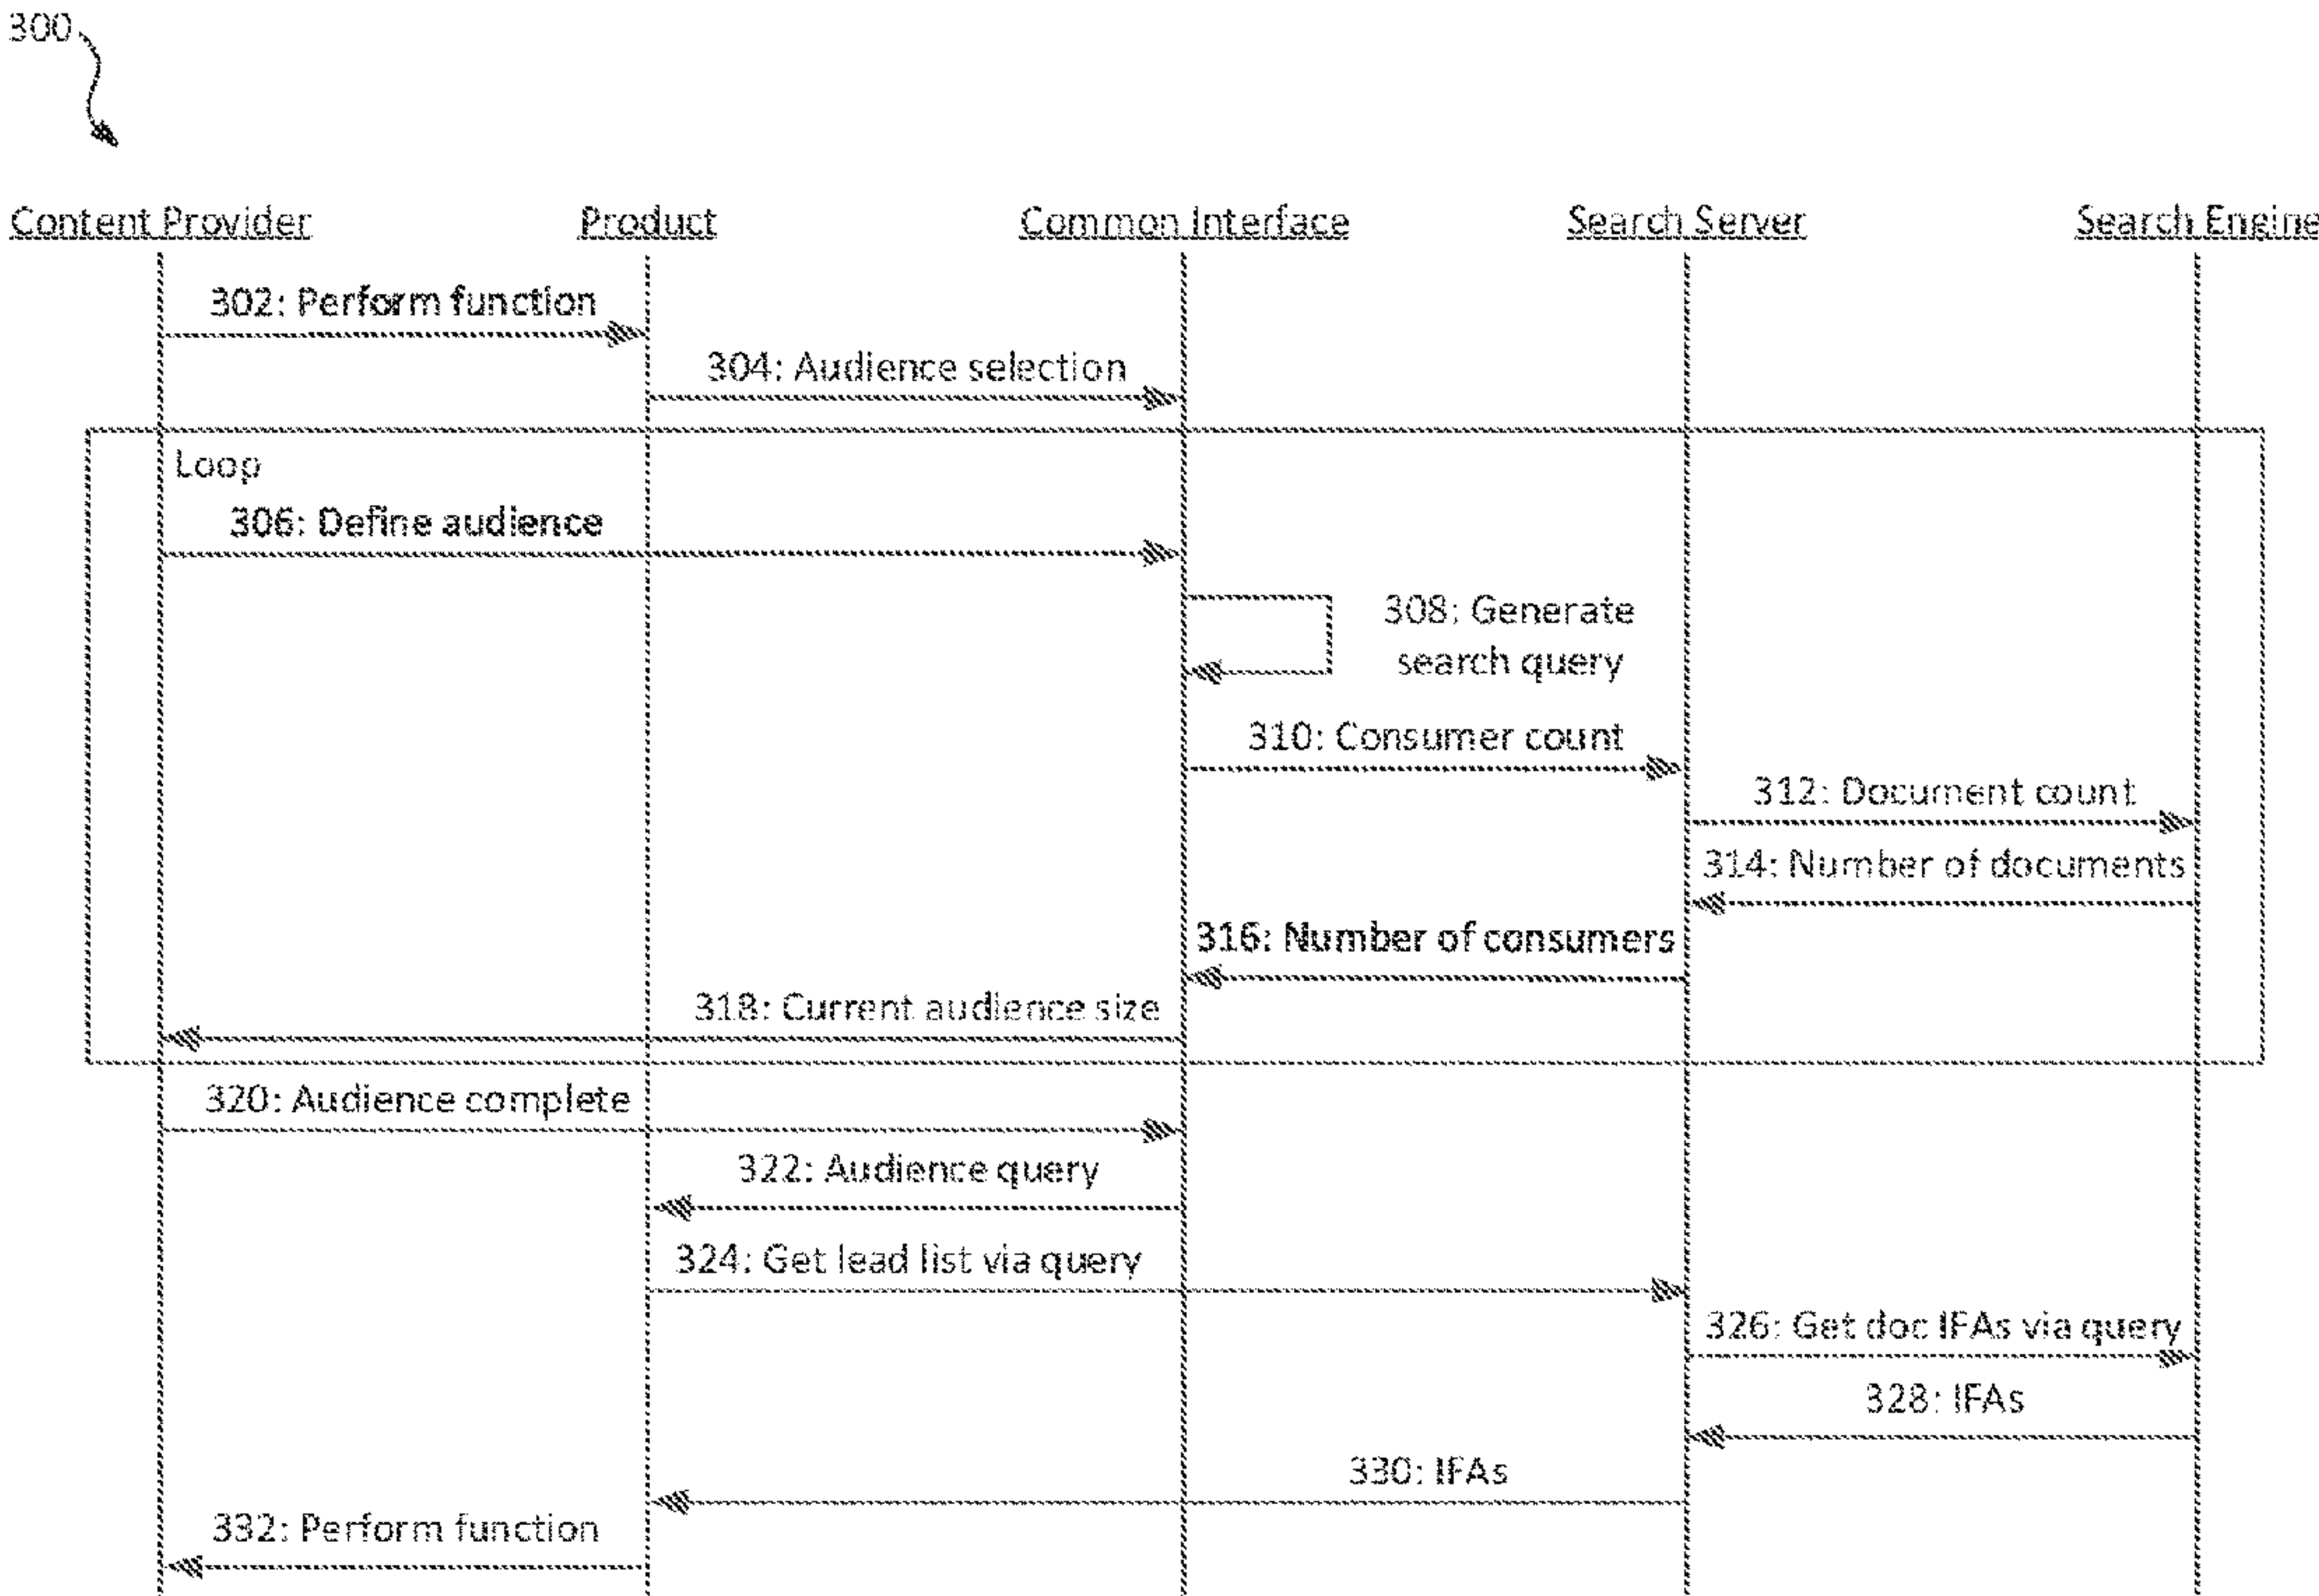 300
Content Provider
Product
Common Interface
Search Server
Search Engine
302: Perform function
304: Audience selection
Loop
306: Define audience
308: Generate
search query
310: Consumer count
312: Document count
314: Number of documents
316: Number of consumers
318: Current audience size
320: Audience complete
322: Audience query
324: Get lead list via query
326: Get doc IFAs via query
328: IFAs
330: IFAs
332: Perform function